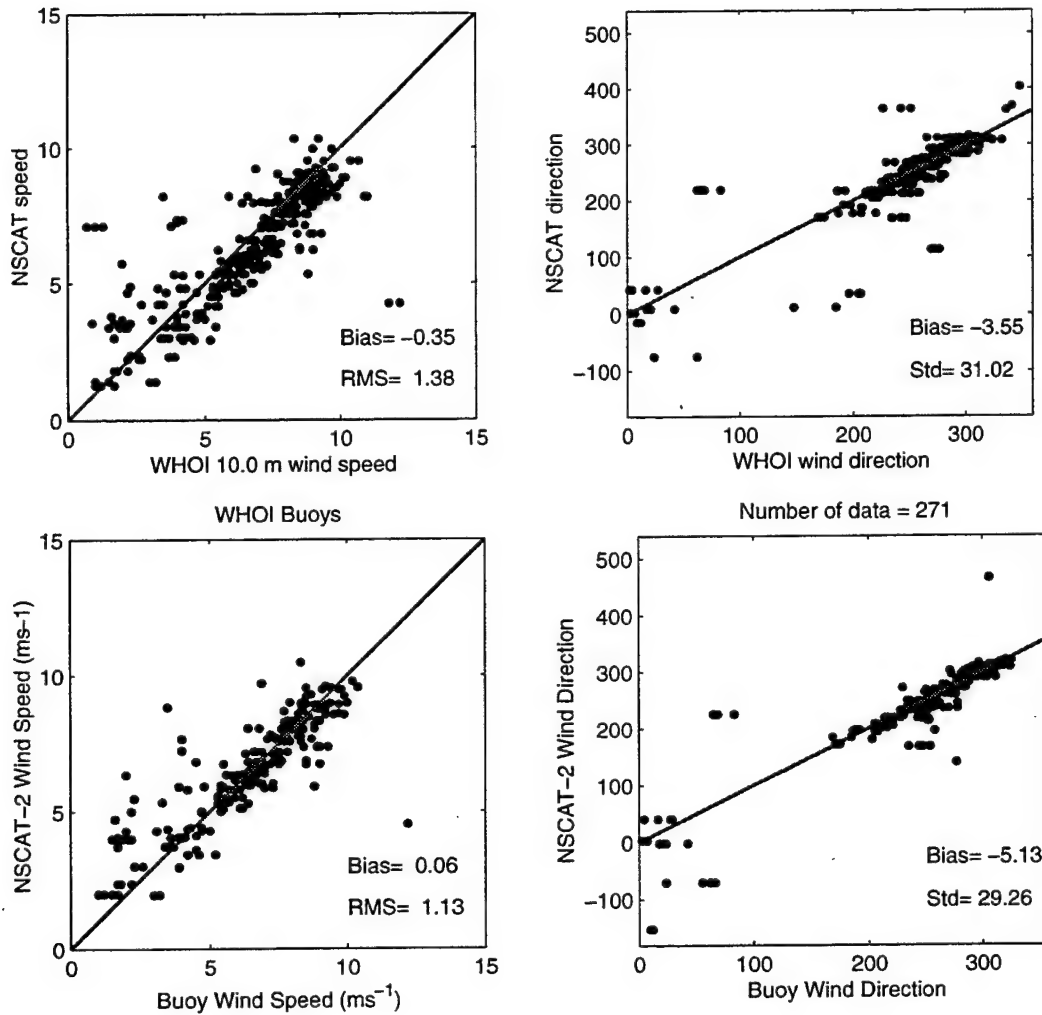 15
10
5
0
NSCAT speed
Bias= −0.35
RMS= 1.38
0 5 10 15
WHOI 10.0 m wind speed
500
400
300
200
100
0
−100
NSCAT direction
Bias= −3.55
Std= 31.02
0 100 200 300
WHOI wind direction
WHOI Buoys
Number of data = 271
15
10
5
0
NSCAT−2 Wind Speed (ms−1)
Bias= 0.06
RMS= 1.13
0 5 10 15
Buoy Wind Speed (ms⁻¹)
500
400
300
200
100
0
−100
NSCAT−2 Wind Direction
Bias= −5.13
Std= 29.26
0 100 200 300
Buoy Wind Direction